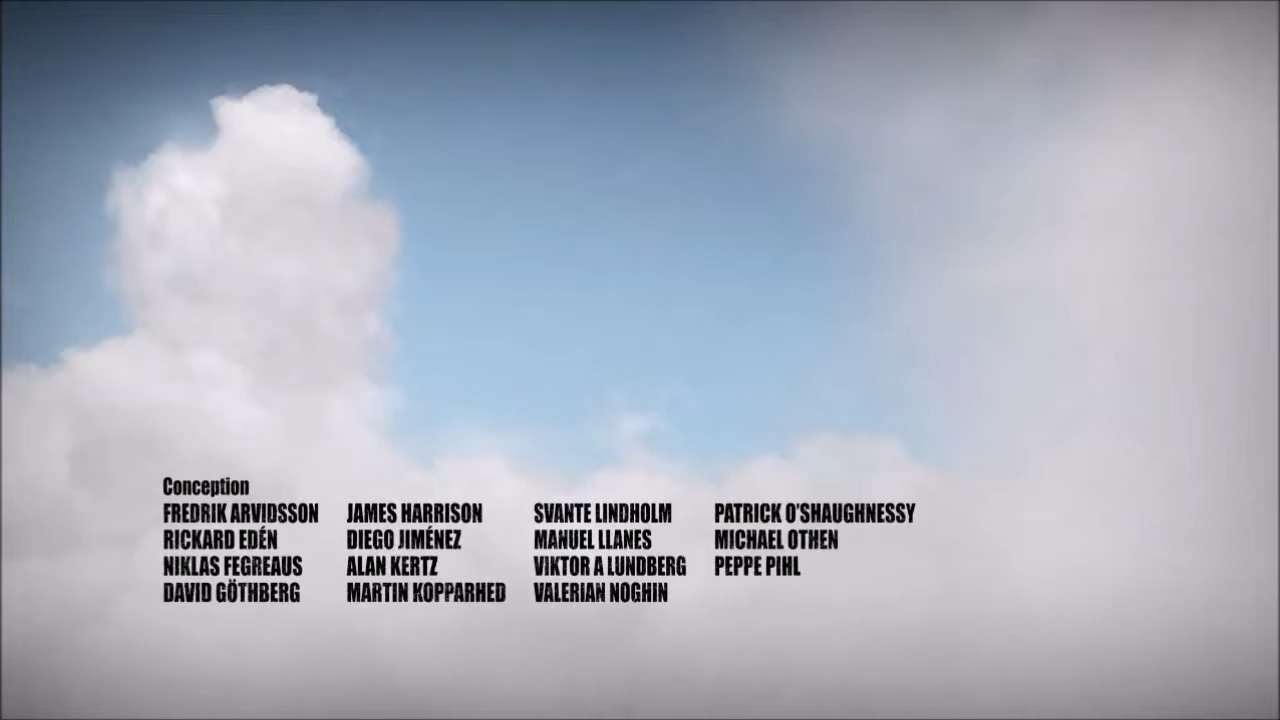 Conception
FREDRIK ARVIDSSON JAMES HARRISON SVANTE LINDHOLM PATRICK O'SHAUGHNESSY
RICKARD EDÉN DIEGO JIMÉNEZ MANUEL LLANES MICHAEL OTHEN
NIKLAS FEGREAUS ALAN KERTZ VIKTOR A LUNDBERG PEPPE PIHL
DAVID GÖTHBERG MARTIN KOPPARHED VALERIAN NOGHIN